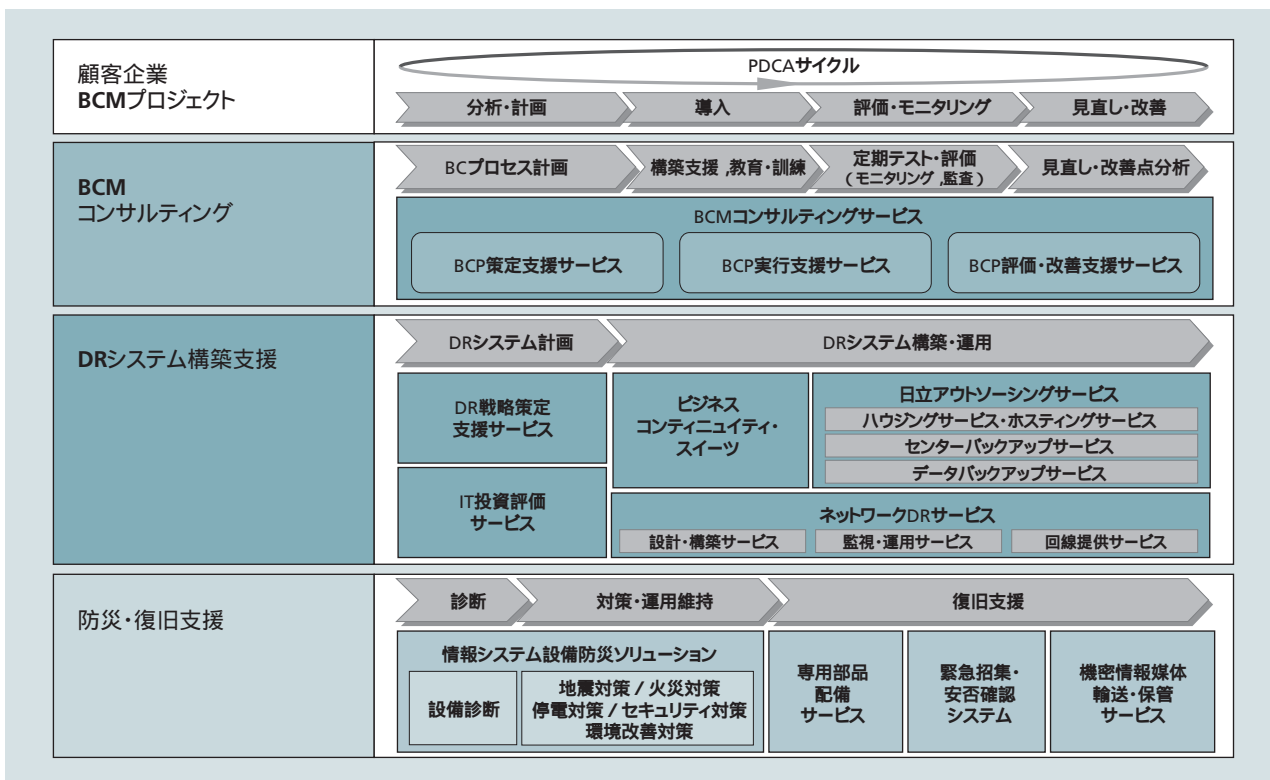 顧客企業
BCMプロジェクト
PDCAサイクル
分析・計画
導入
評価・モニタリング
見直し・改善
BCM
コンサルティング
BCプロセス計画
構築支援,教育・訓練
定期テスト・評価
(モニタリング,監査)
見直し・改善点分析
BCMコンサルティングサービス
BCP策定支援サービス
BCP実行支援サービス
BCP評価・改善支援サービス
DRシステム構築支援
DRシステム計画
DRシステム構築・運用
DR戦略策定
支援サービス
IT投資評価
サービス
ビジネス
コンティニュイティ・
スイーツ
日立アウトソーシングサービス
ハウジングサービス・ホスティングサービス
センターバックアップサービス
データバックアップサービス
ネットワークDRサービス
設計・構築サービス
監視・運用サービス
回線提供サービス
防災・復旧支援
診断
対策・運用維持
復旧支援
情報システム設備防災ソリューション
設備診断
地震対策 / 火災対策
停電対策 / セキュリティ対策
環境改善対策
専用部品
配備
サービス
緊急招集・
安否確認
システム
機密情報媒体
輸送・保管
サービス